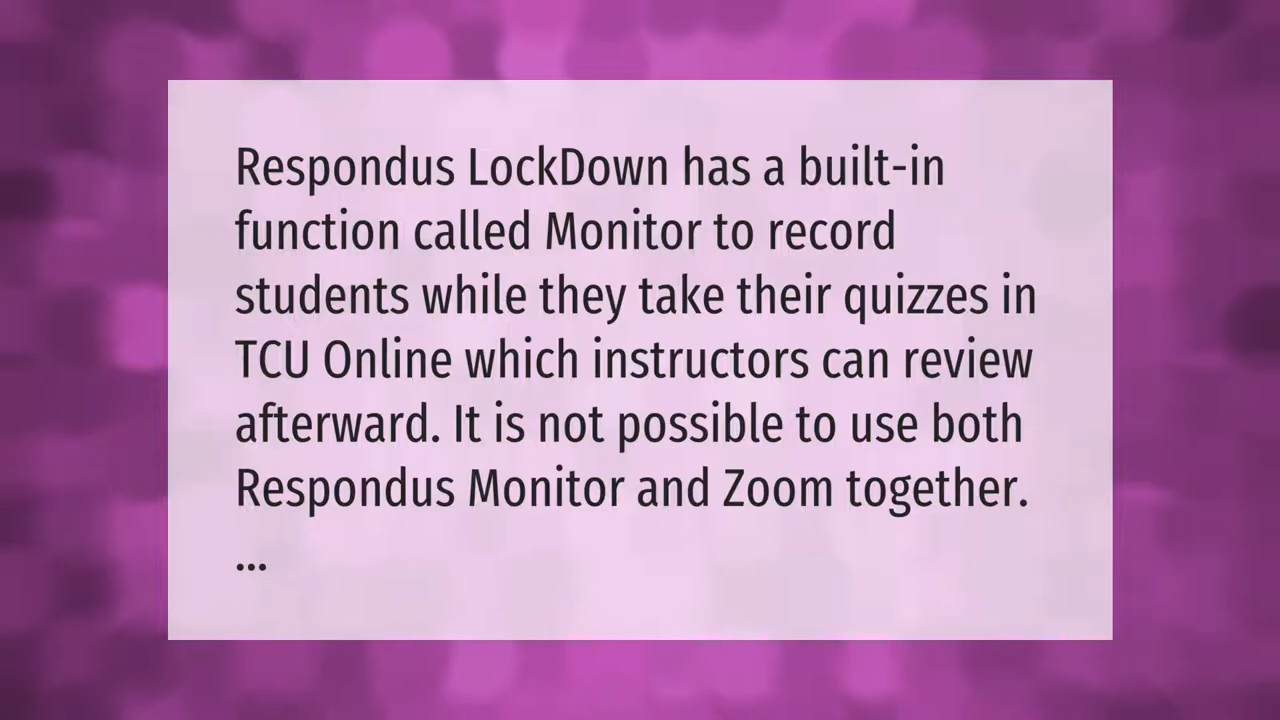 Respondus LockDown has a built-in
function called Monitor to record
students while they take their quizzes in
TCU Online which instructors can review
afterward. It is not possible to use both
Respondus Monitor and Zoom together.
...